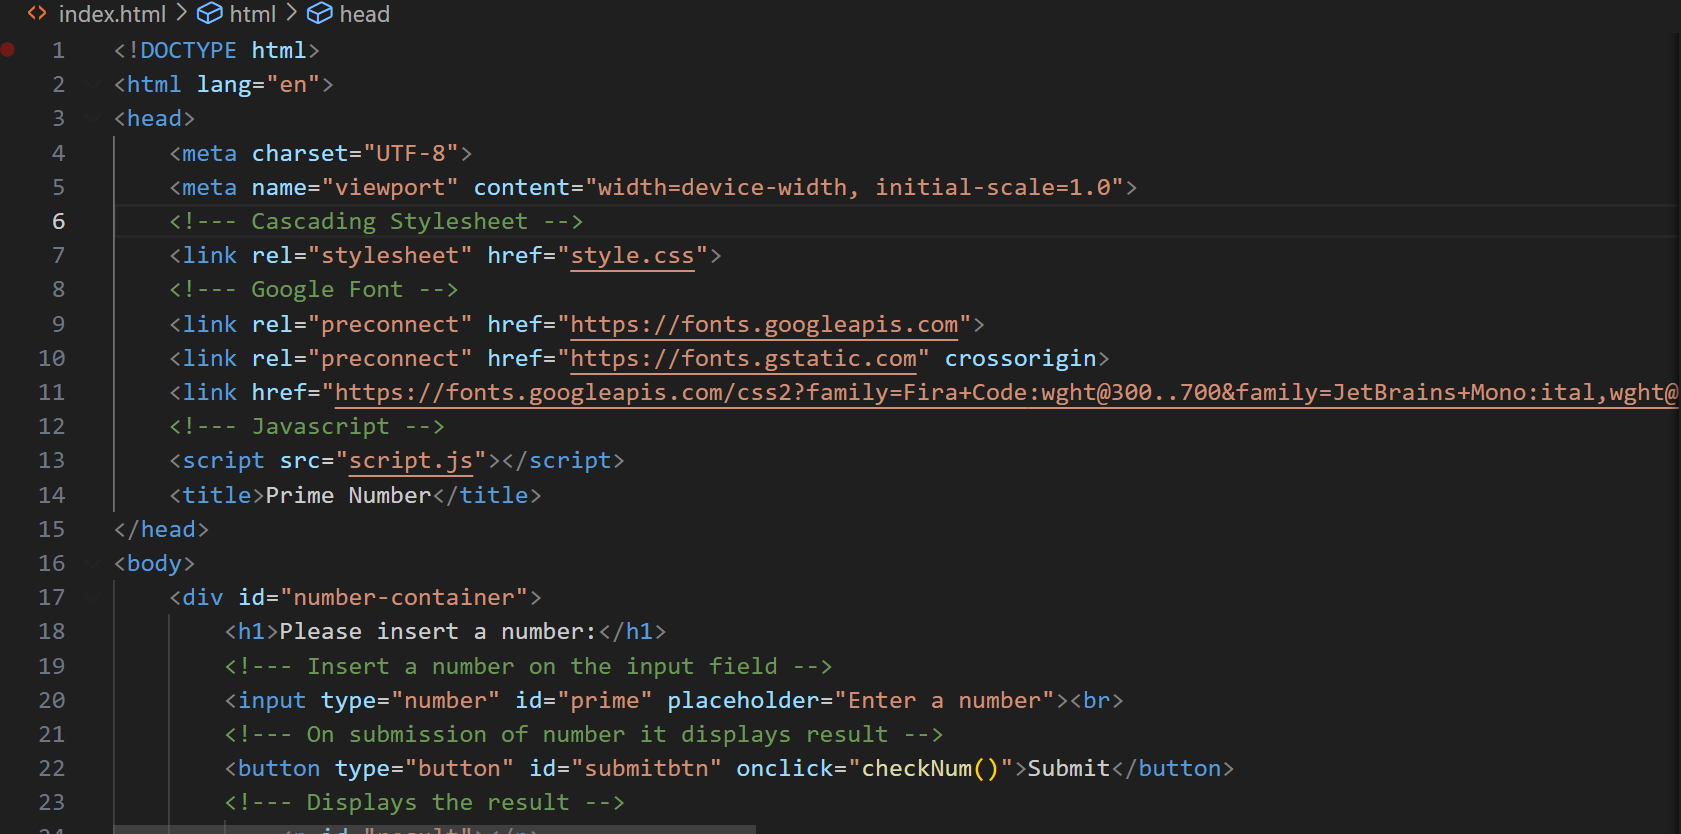 index.html > html > head
1 <!DOCTYPE html>
2 <html lang="en">
3 <head>
4 <meta charset="UTF-8">
5 <meta name="viewport" content="width=device-width, initial-scale=1.0">
6 <!--- Cascading Stylesheet -->
7 <link rel="stylesheet" href="style.css">
8 <!--- Google Font -->
9 <link rel="preconnect" href="https://fonts.googleapis.com">
10 <link rel="preconnect" href="https://fonts.gstatic.com" crossorigin>
11 <link href="https://fonts.googleapis.com/css2?family=Fira+Code:wght@300..700&family=JetBrains+Mono:ital,wght@
12 <!--- Javascript -->
13 <script src="script.js"></script>
14 <title>Prime Number</title>
15 </head>
16 <body>
17 <div id="number-container">
18 <h1>Please insert a number:</h1>
19 <!--- Insert a number on the input field -->
20 <input type="number" id="prime" placeholder="Enter a number"><br>
21 <!--- On submission of number it displays result -->
22 <button type="button" id="submitbtn" onclick="checkNum()">Submit</button>
23 <!--- Displays the result -->
24 <p id="result"></p>